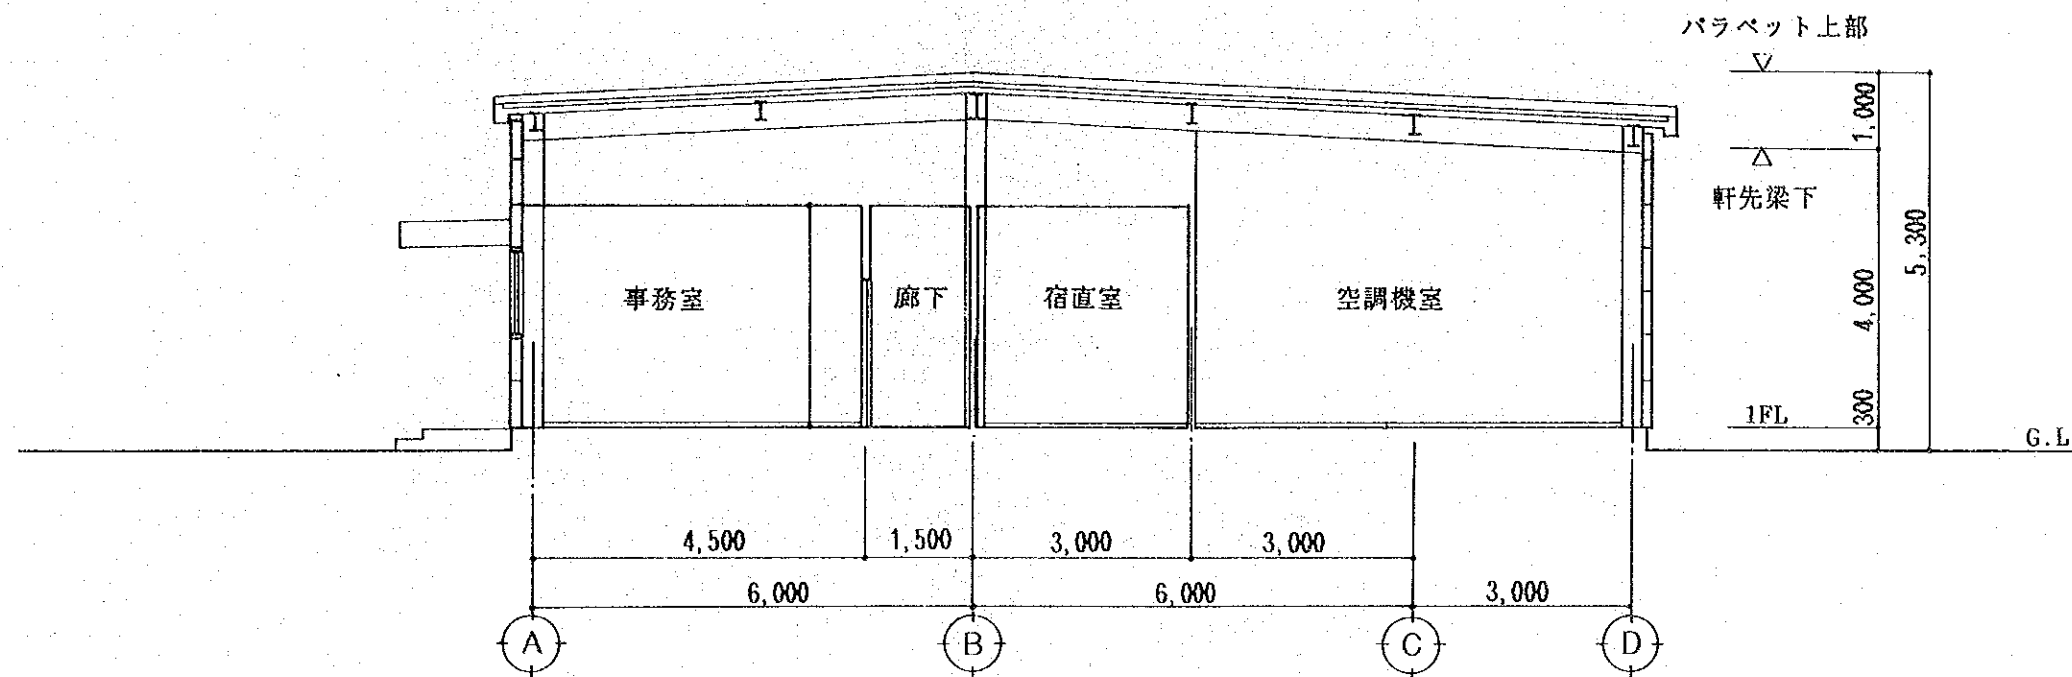 パラペット上部
1,000
軒先梁下
5,300
事務室
廊下
宿直室
空調機室
4,000
1FL
300
G.L
4,500
1,500
3,000
3,000
6,000
6,000
3,000
A
B
C
D